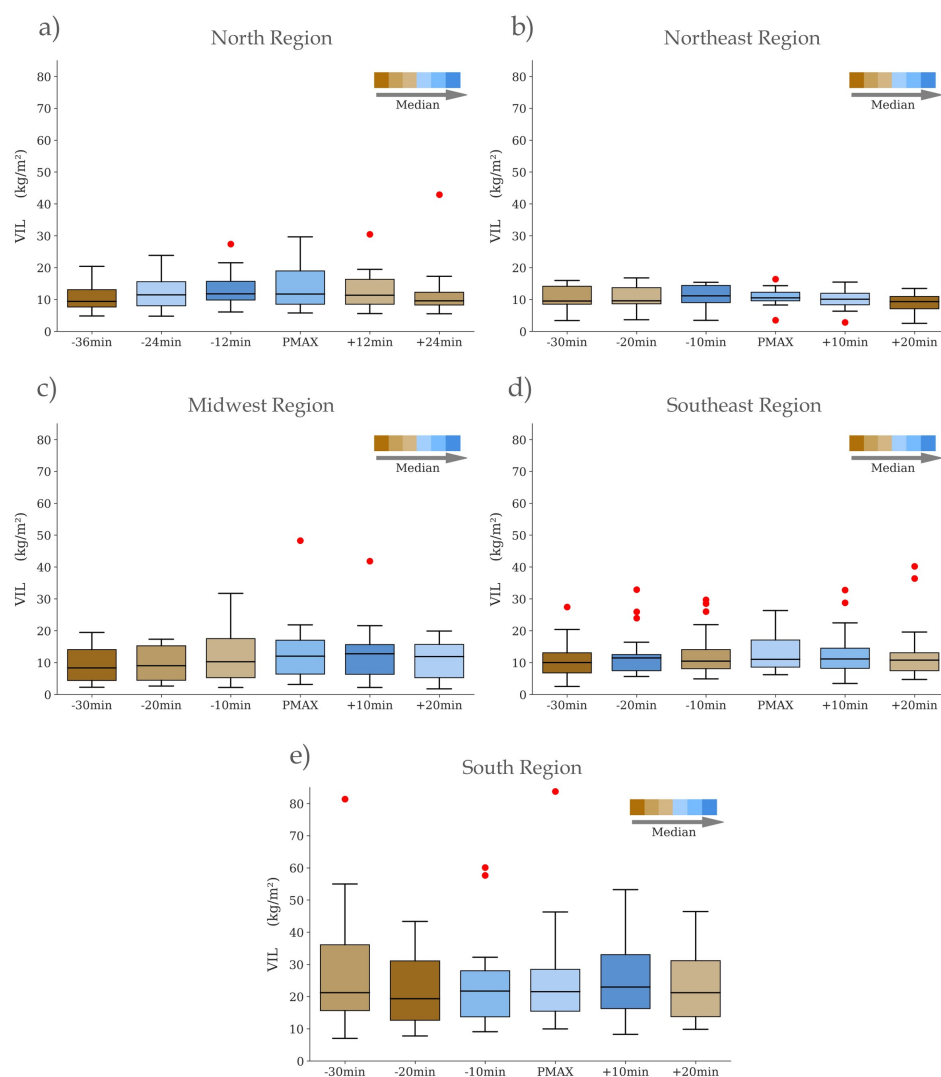 a)
North Region
80
70
60
50
40
30
20
10
0
VIL (kg/m²)
Median
-36min -24min -12min PMAX +12min +24min
b)
Northeast Region
80
70
60
50
40
30
20
10
0
VIL (kg/m²)
Median
-30min -20min -10min PMAX +10min +20min
c)
Midwest Region
80
70
60
50
40
30
20
10
0
VIL (kg/m²)
Median
-30min -20min -10min PMAX +10min +20min
d)
Southeast Region
80
70
60
50
40
30
20
10
0
VIL (kg/m²)
Median
-30min -20min -10min PMAX +10min +20min
e)
South Region
80
70
60
50
40
30
20
10
0
VIL (kg/m²)
Median
-30min -20min -10min PMAX +10min +20min